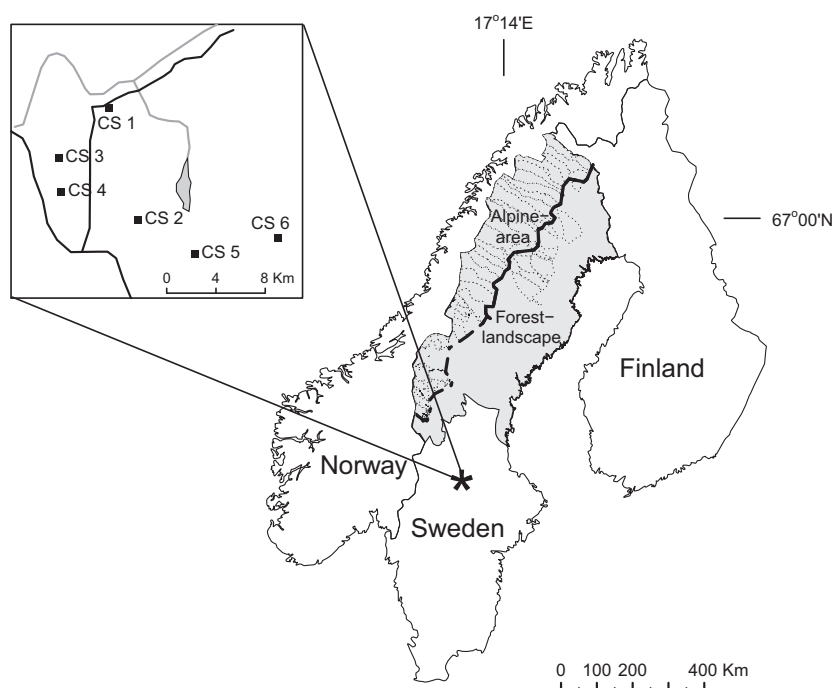 17°14'E
CS 1
CS 3
CS 4
CS 2
CS 6
CS 5
0 4 8 Km
67°00'N
Alpine–
area
Forest–
landscape
Finland
Norway
*
Sweden
0 100 200 400 Km